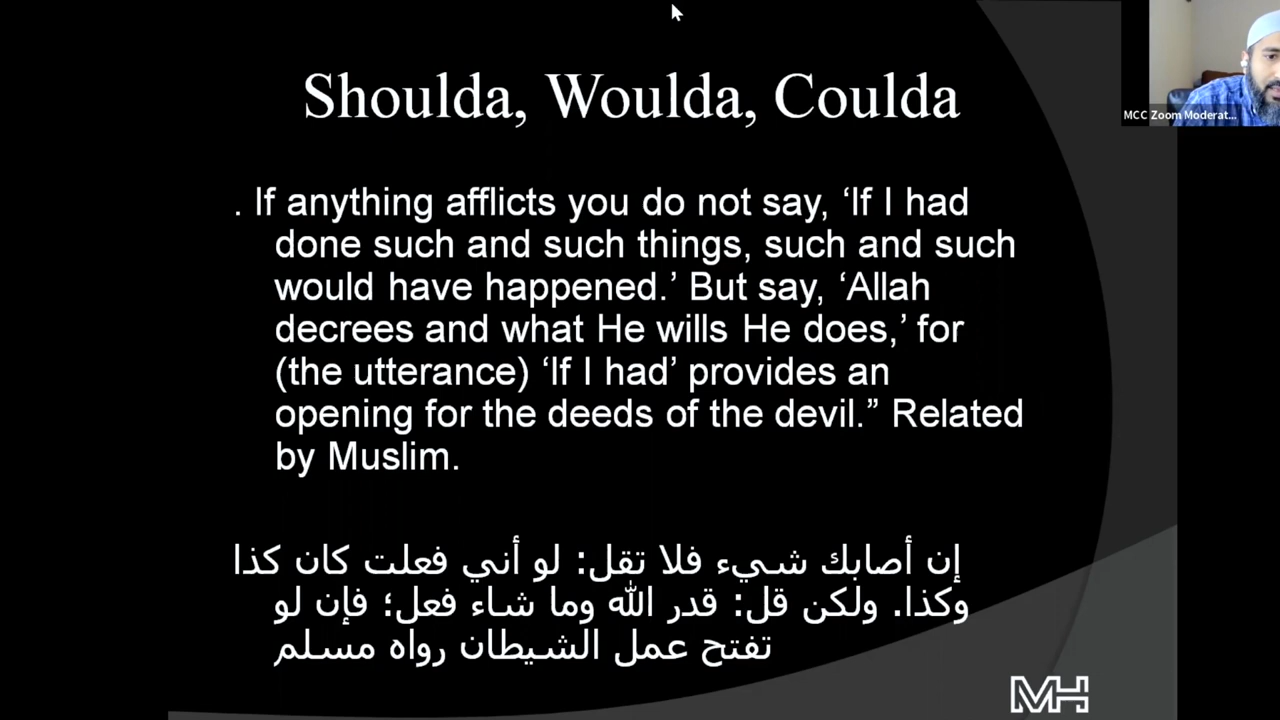 Shoulda, Woulda, Coulda
MCC Zoom Moderat...
. If anything afflicts you do not say, ‘If I had
done such and such things, such and such
would have happened.’ But say, ‘Allah
decrees and what He wills He does,’ for
(the utterance) ‘If I had’ provides an
opening for the deeds of the devil.” Related
by Muslim.
إن أصابك شيء فلا تقل: لو أني فعلت كان كذا
وكذا. ولكن قل: قدر الله وما شاء فعل؛ فإن لو
تفتح عمل الشيطان رواه مسلم
MH